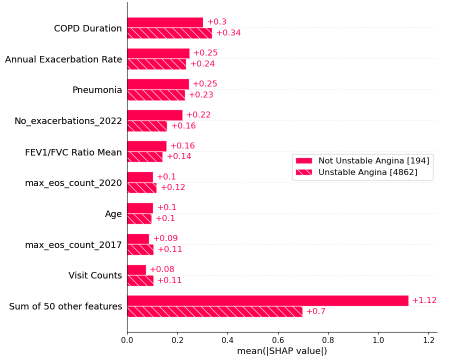 COPD Duration +0.3
+0.34
Annual Exacerbation Rate +0.25
+0.24
Pneumonia +0.25
+0.23
No_exacerbations_2022 +0.22
+0.16
FEV1/FVC Ratio Mean +0.16
+0.14
Not Unstable Angina [194]
Unstable Angina [4862]
max_eos_count_2020 +0.1
+0.12
Age +0.1
+0.1
max_eos_count_2017 +0.09
+0.11
Visit Counts +0.08
+0.11
Sum of 50 other features +1.12
+0.7
0.0 0.2 0.4 0.6 0.8 1.0 1.2
mean(|SHAP value|)